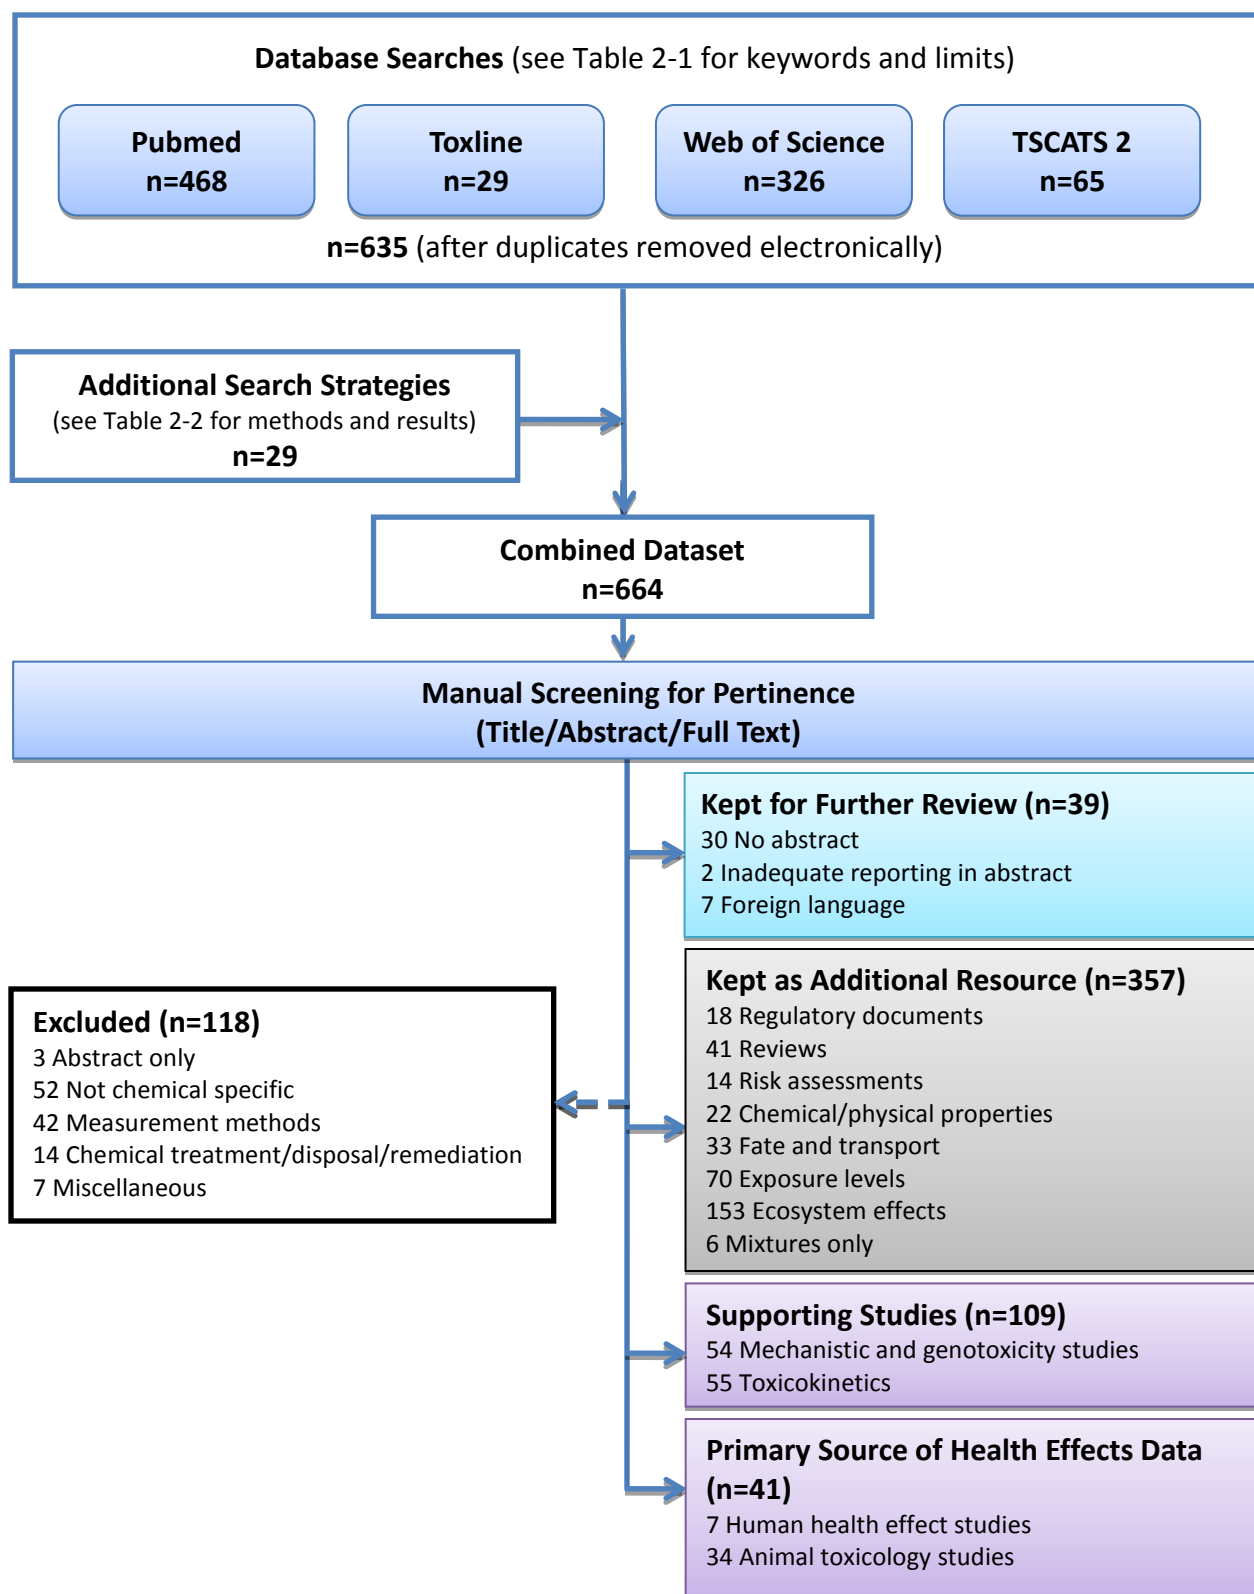 Database Searches (see Table 2-1 for keywords and limits)
Pubmed
n=468
Toxline
n=29
Web of Science
n=326
TSCATS 2
n=65
n=635 (after duplicates removed electronically)
Additional Search Strategies
(see Table 2-2 for methods and results)
n=29
Combined Dataset
n=664
Manual Screening for Pertinence
(Title/Abstract/Full Text)
Kept for Further Review (n=39)
30 No abstract
2 Inadequate reporting in abstract
7 Foreign language
Excluded (n=118)
3 Abstract only
52 Not chemical specific
42 Measurement methods
14 Chemical treatment/disposal/remediation
7 Miscellaneous
Kept as Additional Resource (n=357)
18 Regulatory documents
41 Reviews
14 Risk assessments
22 Chemical/physical properties
33 Fate and transport
70 Exposure levels
153 Ecosystem effects
6 Mixtures only
Supporting Studies (n=109)
54 Mechanistic and genotoxicity studies
55 Toxicokinetics
Primary Source of Health Effects Data
(n=41)
7 Human health effect studies
34 Animal toxicology studies